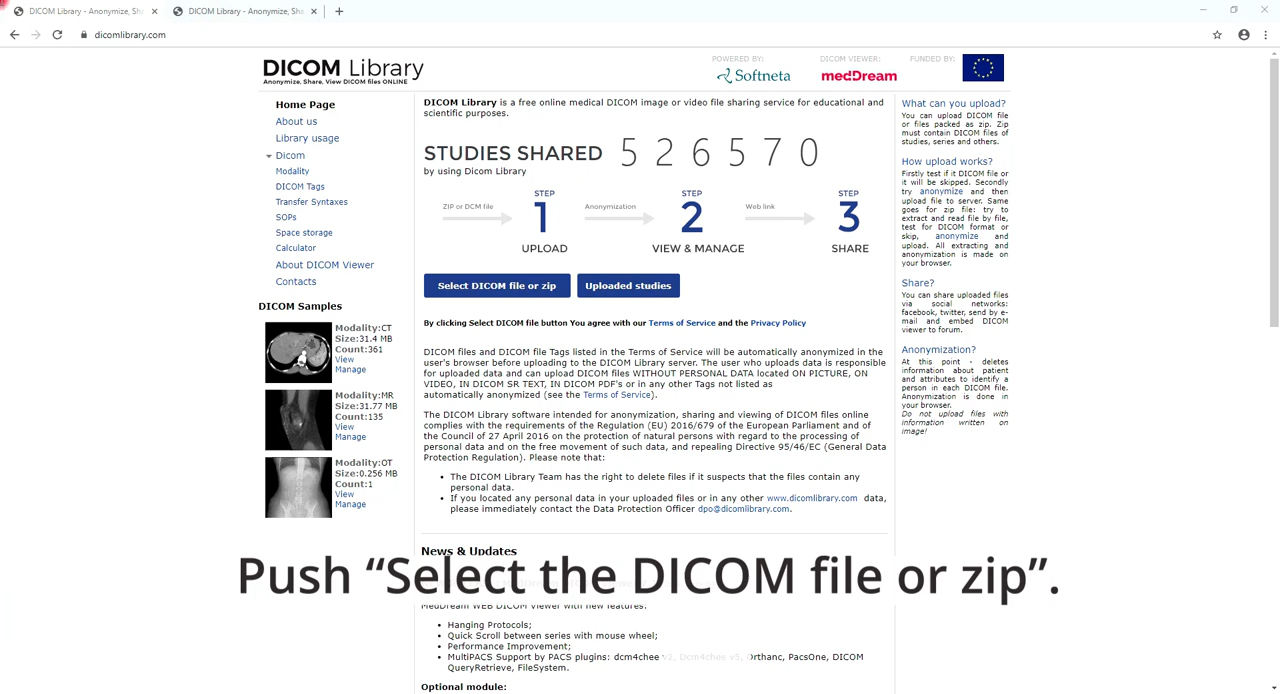 DICOM Library - Anonymize, Sha
DICOM Library - Anonymize, Sha
dicomlibrary.com
DICOM Library
Anonymize, Share, View DICOM files ONLINE
POWERED BY:
Softneta
DICOM VIEWER:
medDream
FUNDED BY:
Home Page
About us
Library usage
Dicom
Modality
DICOM Tags
Transfer Syntaxes
SOPs
Space storage
Calculator
About DICOM Viewer
Contacts
DICOM Samples
Modality:CT
Size:31.4 MB
Count:361
View
Manage
Modality:MR
Size:31.77 MB
Count:135
View
Manage
Modality:OT
Size:0.256 MB
Count:1
View
Manage
DICOM Library is a free online medical DICOM image or video file sharing service for educational and
scientific purposes.
STUDIES SHARED 526570
by using Dicom Library
ZIP or DCM file
STEP
1
UPLOAD
Anonymization
STEP
2
VIEW & MANAGE
Web link
STEP
3
SHARE
Select DICOM file or zip
Uploaded studies
By clicking Select DICOM file button You agree with our Terms of Service and the Privacy Policy
DICOM files and DICOM file Tags listed in the Terms of Service will be automatically anonymized in the
user's browser before uploading to the DICOM Library server. The user who uploads data is responsible
for uploaded data and can upload DICOM files WITHOUT PERSONAL DATA located ON PICTURE, ON
VIDEO, IN DICOM SR TEXT, IN DICOM PDF's or in any other Tags not listed as
automatically anonymized (see the Terms of Service).
The DICOM Library software intended for anonymization, sharing and viewing of DICOM files online
complies with the requirements of the Regulation (EU) 2016/679 of the European Parliament and of
the Council of 27 April 2016 on the protection of natural persons with regard to the processing of
personal data and on the free movement of such data, and repealing Directive 95/46/EC (General Data
Protection Regulation). Please note that:
• The DICOM Library Team has the right to delete files if it suspects that the files contain any
personal data.
• If you located any personal data in your uploaded files or in any other www.dicomlibrary.com data,
please immediately contact the Data Protection Officer dpo@dicomlibrary.com.
News & Updates
Push “Select the DICOM file or zip”.
MedDream WEB DICOM Viewer with new features:
• Hanging Protocols;
• Quick Scroll between series with mouse wheel;
• Performance Improvement;
• MultiPACS Support by PACS plugins: dcm4chee v2, Dcm4chee v5, Orthanc, PacsOne, DICOM
QueryRetrieve, FileSystem.
Optional module:
What can you upload?
You can upload DICOM file
or files packed as zip. Zip
must contain DICOM files of
studies, series and others.
How upload works?
Firstly test if it DICOM file or
it will be skipped. Secondly
try anonymize and then
upload file to server. Same
goes for zip file: try to
extract and read file by file,
test for DICOM format or
skip, anonymize and
upload. All extracting and
anonymization is made on
your browser.
Share?
You can share uploaded files
via social networks:
facebook, twitter, send by e-
mail and embed DICOM
viewer to forum.
Anonymization?
At this point - deletes
information about patient
and attributes to identify a
person in each DICOM file.
Anonymization is done in
your browser.
Do not upload files with
information written on
image!